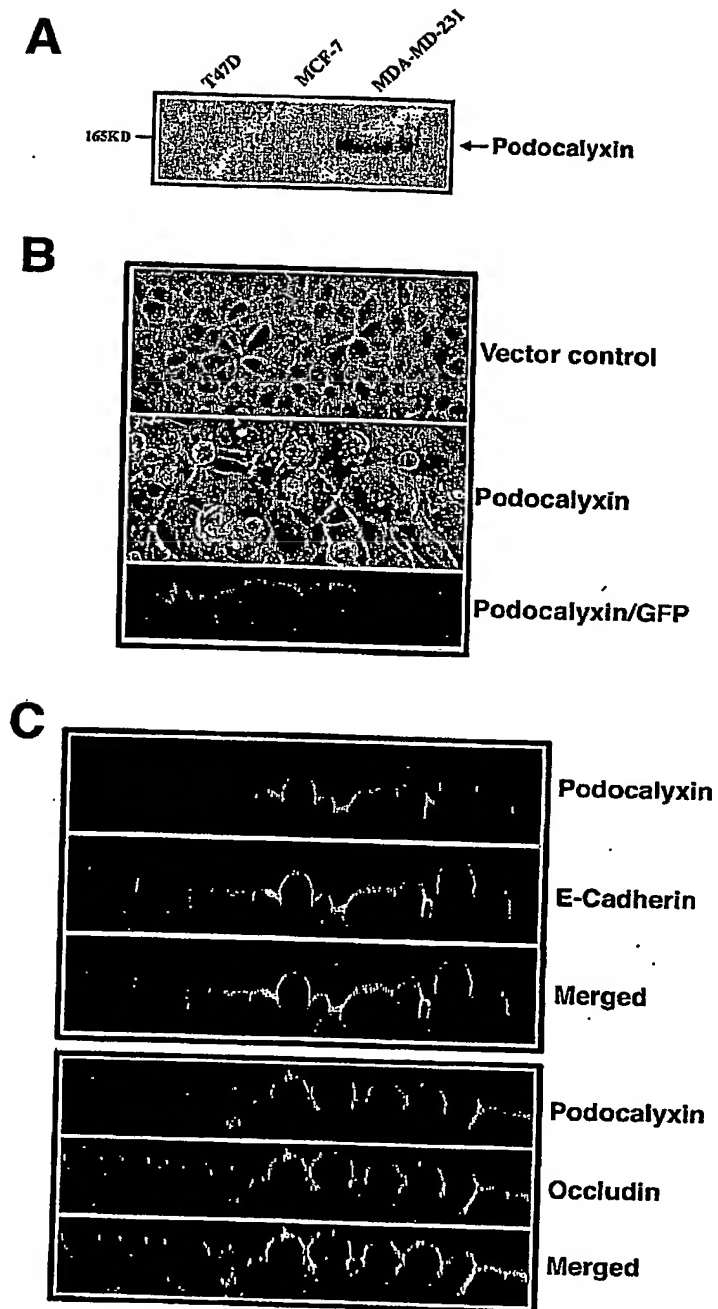 A
T47D MCF-7 MDA-MD-231
165KD
Podocalyxin
B
Vector control
Podocalyxin
Podocalyxin/GFP
C
Podocalyxin
E-Cadherin
Merged
Podocalyxin
Occludin
Merged